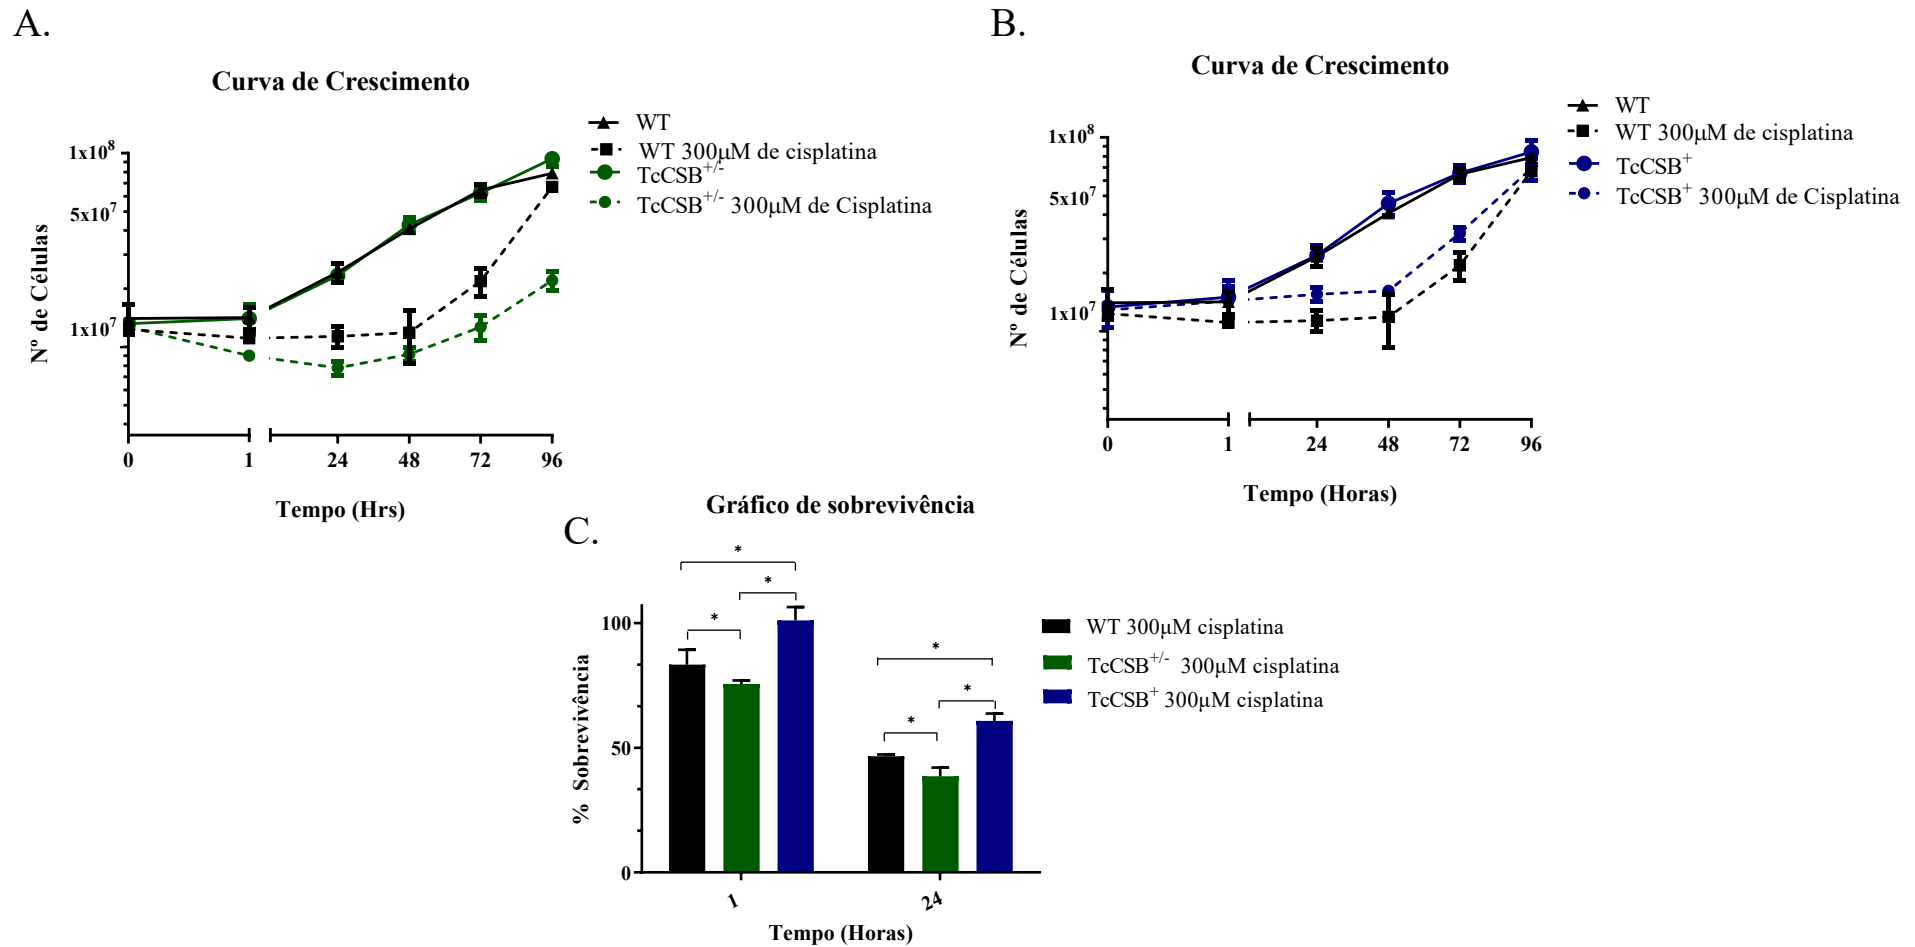 A.
Curva de Crescimento
WT
WT 300µM de cisplatina
TcCSB+/-
TcCSB+/- 300µM de Cisplatina
1x10^8
5x10^7
1x10^7
Nº de Células
0 1 24 48 72 96
Tempo (Hrs)
B.
Curva de Crescimento
WT
WT 300µM de cisplatina
TcCSB+
TcCSB+ 300µM de Cisplatina
1x10^8
5x10^7
1x10^7
Nº de Células
0 1 24 48 72 96
Tempo (Horas)
C.
Gráfico de sobrevivência
* * *
* * *
100
50
0
% Sobrevivência
WT 300µM cisplatina
TcCSB+/- 300µM cisplatina
TcCSB+ 300µM cisplatina
1 24
Tempo (Horas)